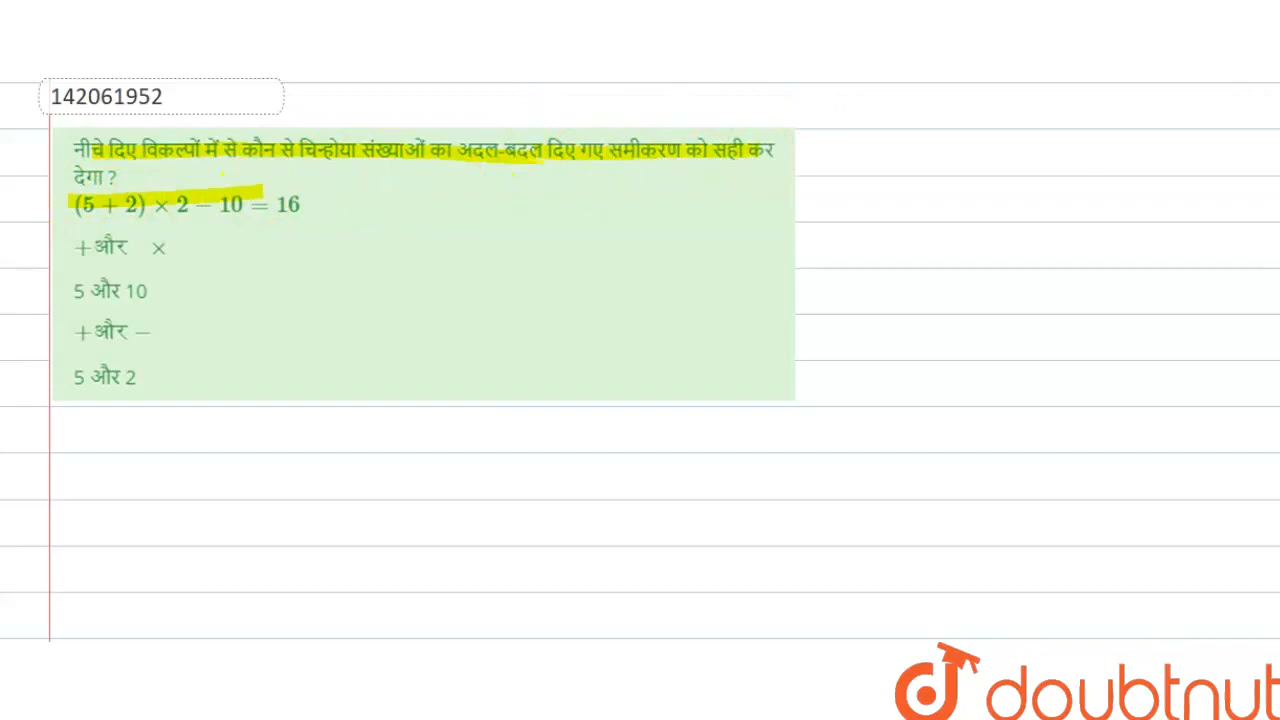 142061952
नीचे दिए विकल्पों में से कौन से चिन्होया संख्याओं का अदल-बदल दिए गए समीकरण को सही कर
देगा ?
(5 + 2) × 2 − 10 = 16
+और ×
5 और 10
+और −
5 और 2
doubtnut